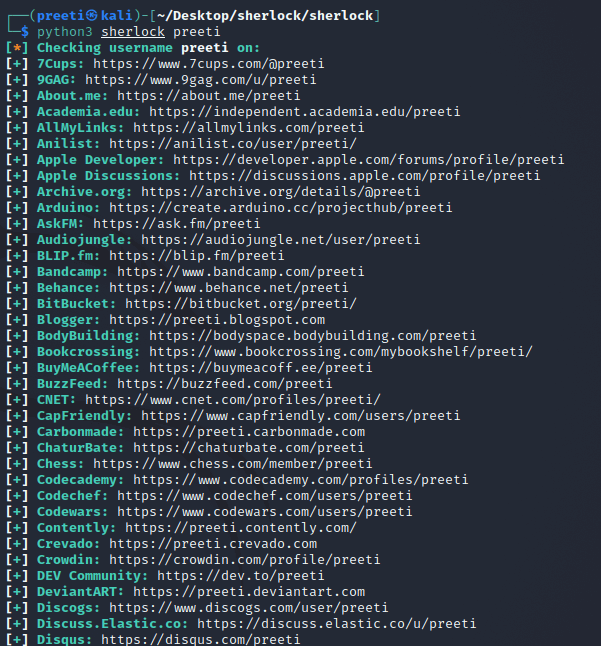 (preeti㉿kali)-[~/Desktop/sherlock/sherlock]
$ python3 sherlock preeti
[*] Checking username preeti on:
[+] 7Cups: https://www.7cups.com/@preeti
[+] 9GAG: https://www.9gag.com/u/preeti
[+] About.me: https://about.me/preeti
[+] Academia.edu: https://independent.academia.edu/preeti
[+] AllMyLinks: https://allmylinks.com/preeti
[+] Anilist: https://anilist.co/user/preeti/
[+] Apple Developer: https://developer.apple.com/forums/profile/preeti
[+] Apple Discussions: https://discussions.apple.com/profile/preeti
[+] Archive.org: https://archive.org/details/@preeti
[+] Arduino: https://create.arduino.cc/projecthub/preeti
[+] AskFM: https://ask.fm/preeti
[+] Audiojungle: https://audiojungle.net/user/preeti
[+] BLIP.fm: https://blip.fm/preeti
[+] Bandcamp: https://www.bandcamp.com/preeti
[+] Behance: https://www.behance.net/preeti
[+] BitBucket: https://bitbucket.org/preeti/
[+] Blogger: https://preeti.blogspot.com
[+] BodyBuilding: https://bodyspace.bodybuilding.com/preeti
[+] Bookcrossing: https://www.bookcrossing.com/mybookshelf/preeti/
[+] BuyMeACoffee: https://buymeacoff.ee/preeti
[+] BuzzFeed: https://buzzfeed.com/preeti
[+] CNET: https://www.cnet.com/profiles/preeti/
[+] CapFriendly: https://www.capfriendly.com/users/preeti
[+] Carbonmade: https://preeti.carbonmade.com
[+] ChaturBate: https://chaturbate.com/preeti
[+] Chess: https://www.chess.com/member/preeti
[+] Codecademy: https://www.codecademy.com/profiles/preeti
[+] Codechef: https://www.codechef.com/users/preeti
[+] Codewars: https://www.codewars.com/users/preeti
[+] Contently: https://preeti.contently.com/
[+] Crevado: https://preeti.crevado.com
[+] Crowdin: https://crowdin.com/profile/preeti
[+] DEV Community: https://dev.to/preeti
[+] DeviantART: https://preeti.deviantart.com
[+] Discogs: https://www.discogs.com/user/preeti
[+] Discuss.Elastic.co: https://discuss.elastic.co/u/preeti
[+] Disqus: https://disqus.com/preeti